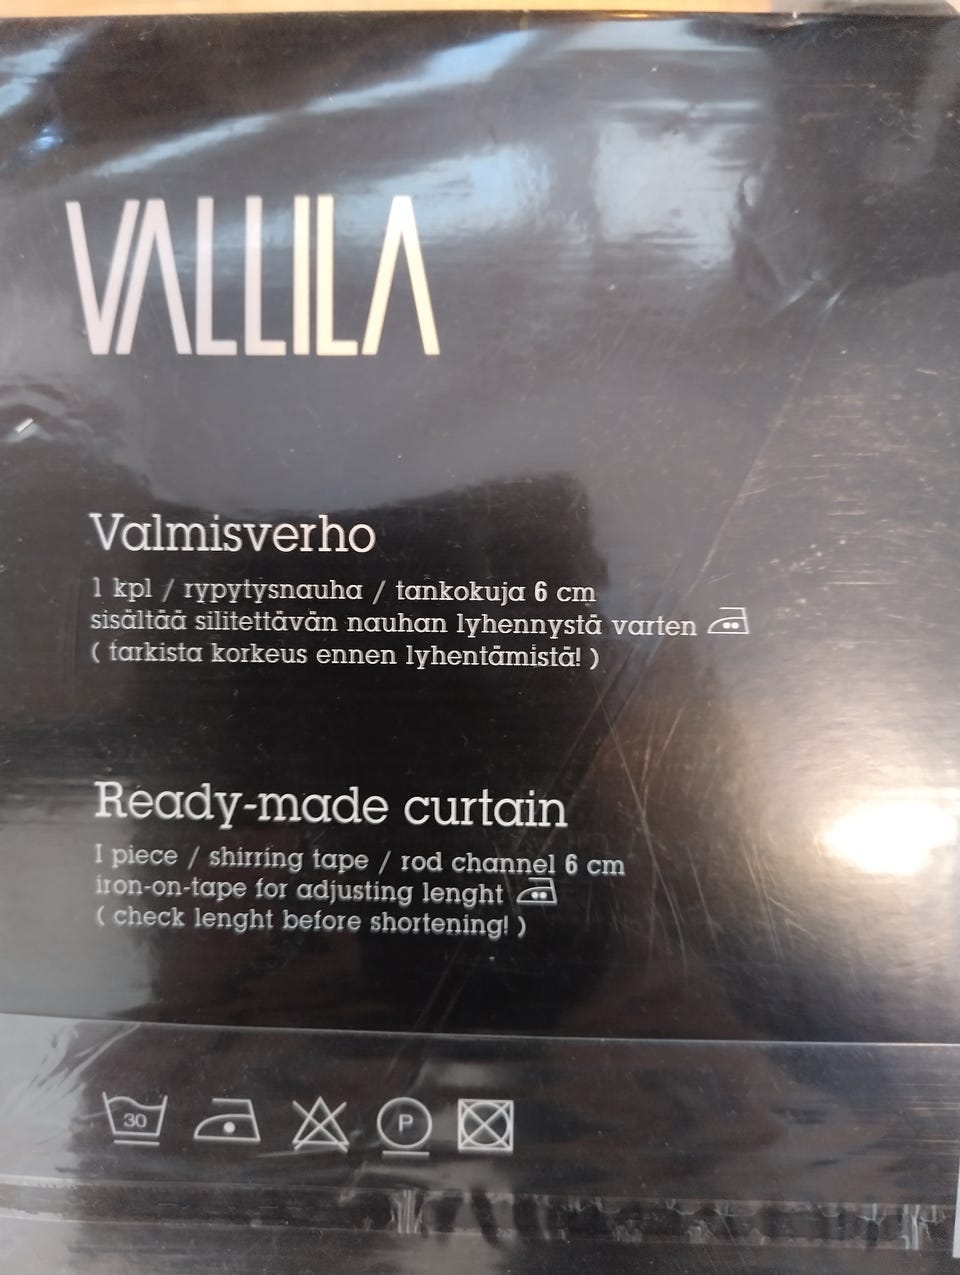 VALLILA
Valmisverho
1 kpl / rypytysnauha / tankokuja 6 cm
sisältää silitettävän nauhan lyhennystä varten
( tarkista korkeus ennen lyhentämistä! )
Ready-made curtain
1 piece / shirring tape / rod channel 6 cm
iron-on-tape for adjusting lenght
( check lenght before shortening! )
30 P